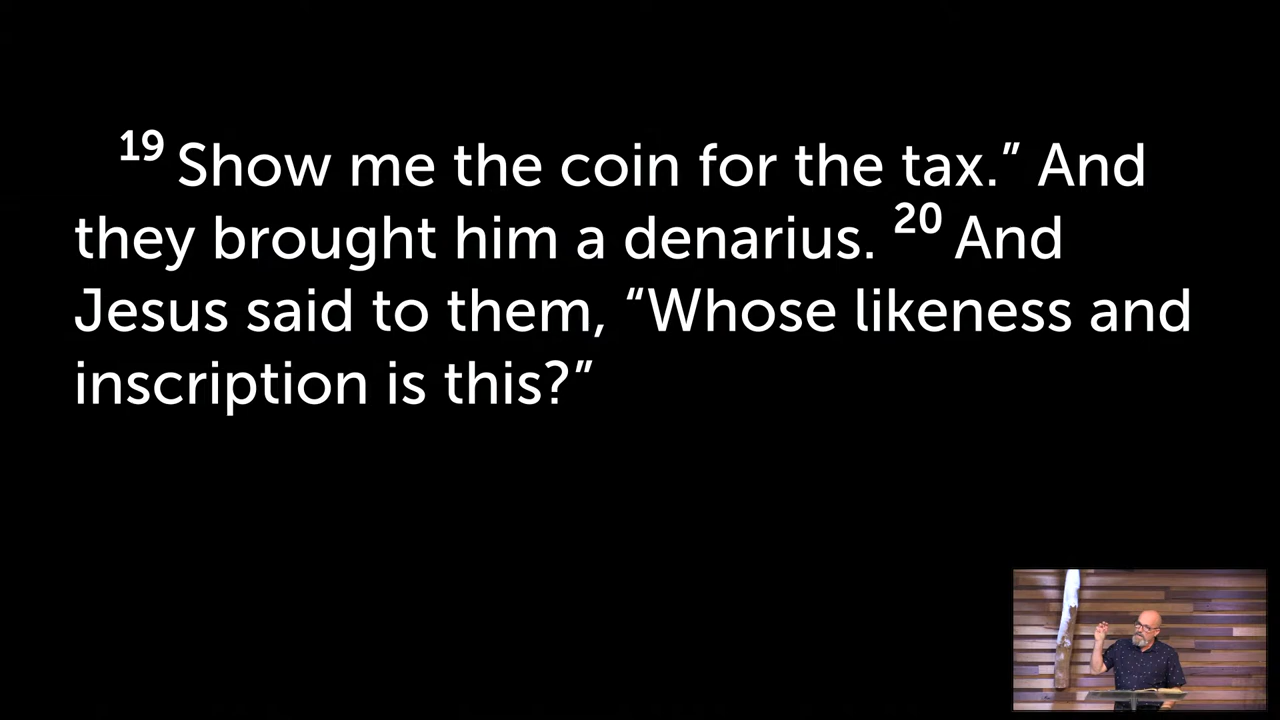 19 Show me the coin for the tax.” And
they brought him a denarius. 20 And
Jesus said to them, “Whose likeness and
inscription is this?”